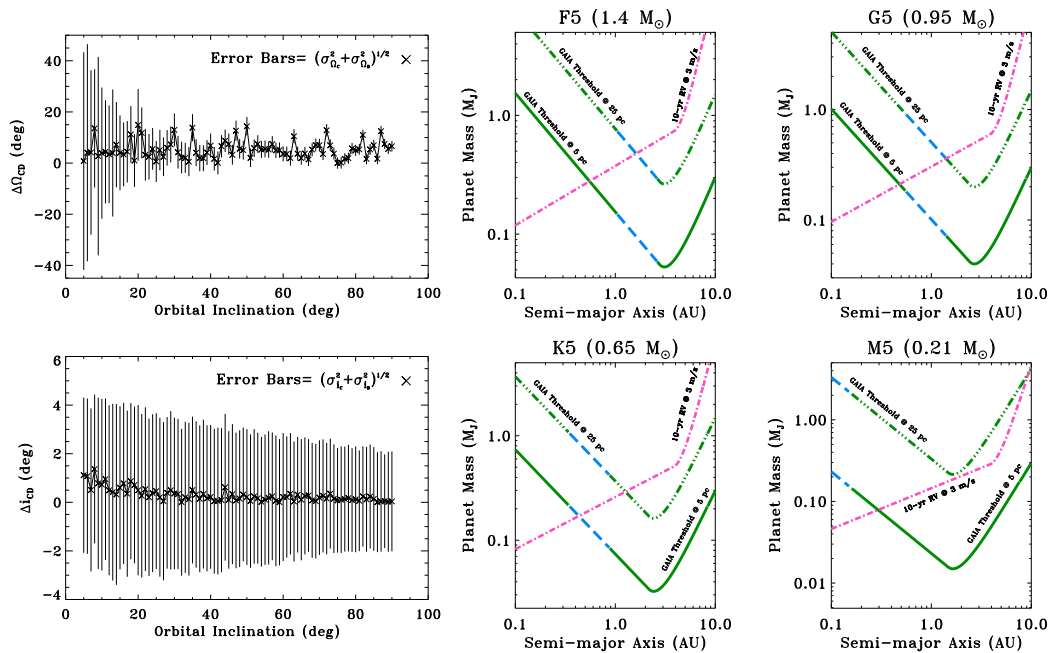 40
20
0
-20
-40
ΔΩ_CD (deg)
Error Bars= (σ²_Ωc+σ²_Ωs)^1/2
0 20 40 60 80 100
Orbital Inclination (deg)
6
4
2
0
-2
-4
Δi_CD (deg)
Error Bars= (σ²_ic+σ²_is)^1/2
0 20 40 60 80 100
Orbital Inclination (deg)
F5 (1.4 M⊙)
Planet Mass (M_J)
1.0
0.1
GAIA Threshold @ 25 pc
GAIA Threshold @ 5 pc
10-yr RV @ 3 m/s
0.1 1.0 10.0
Semi-major Axis (AU)
G5 (0.95 M⊙)
Planet Mass (M_J)
1.0
0.1
GAIA Threshold @ 25 pc
GAIA Threshold @ 5 pc
10-yr RV @ 3 m/s
0.1 1.0 10.0
Semi-major Axis (AU)
K5 (0.65 M⊙)
Planet Mass (M_J)
1.0
0.1
GAIA Threshold @ 25 pc
10-yr RV @ 3 m/s
GAIA Threshold @ 5 pc
0.1 1.0 10.0
Semi-major Axis (AU)
M5 (0.21 M⊙)
Planet Mass (M_J)
1.00
0.10
0.01
GAIA Threshold @ 25 pc
10-yr RV @ 3 m/s
GAIA Threshold @ 5 pc
0.1 1.0 10.0
Semi-major Axis (AU)